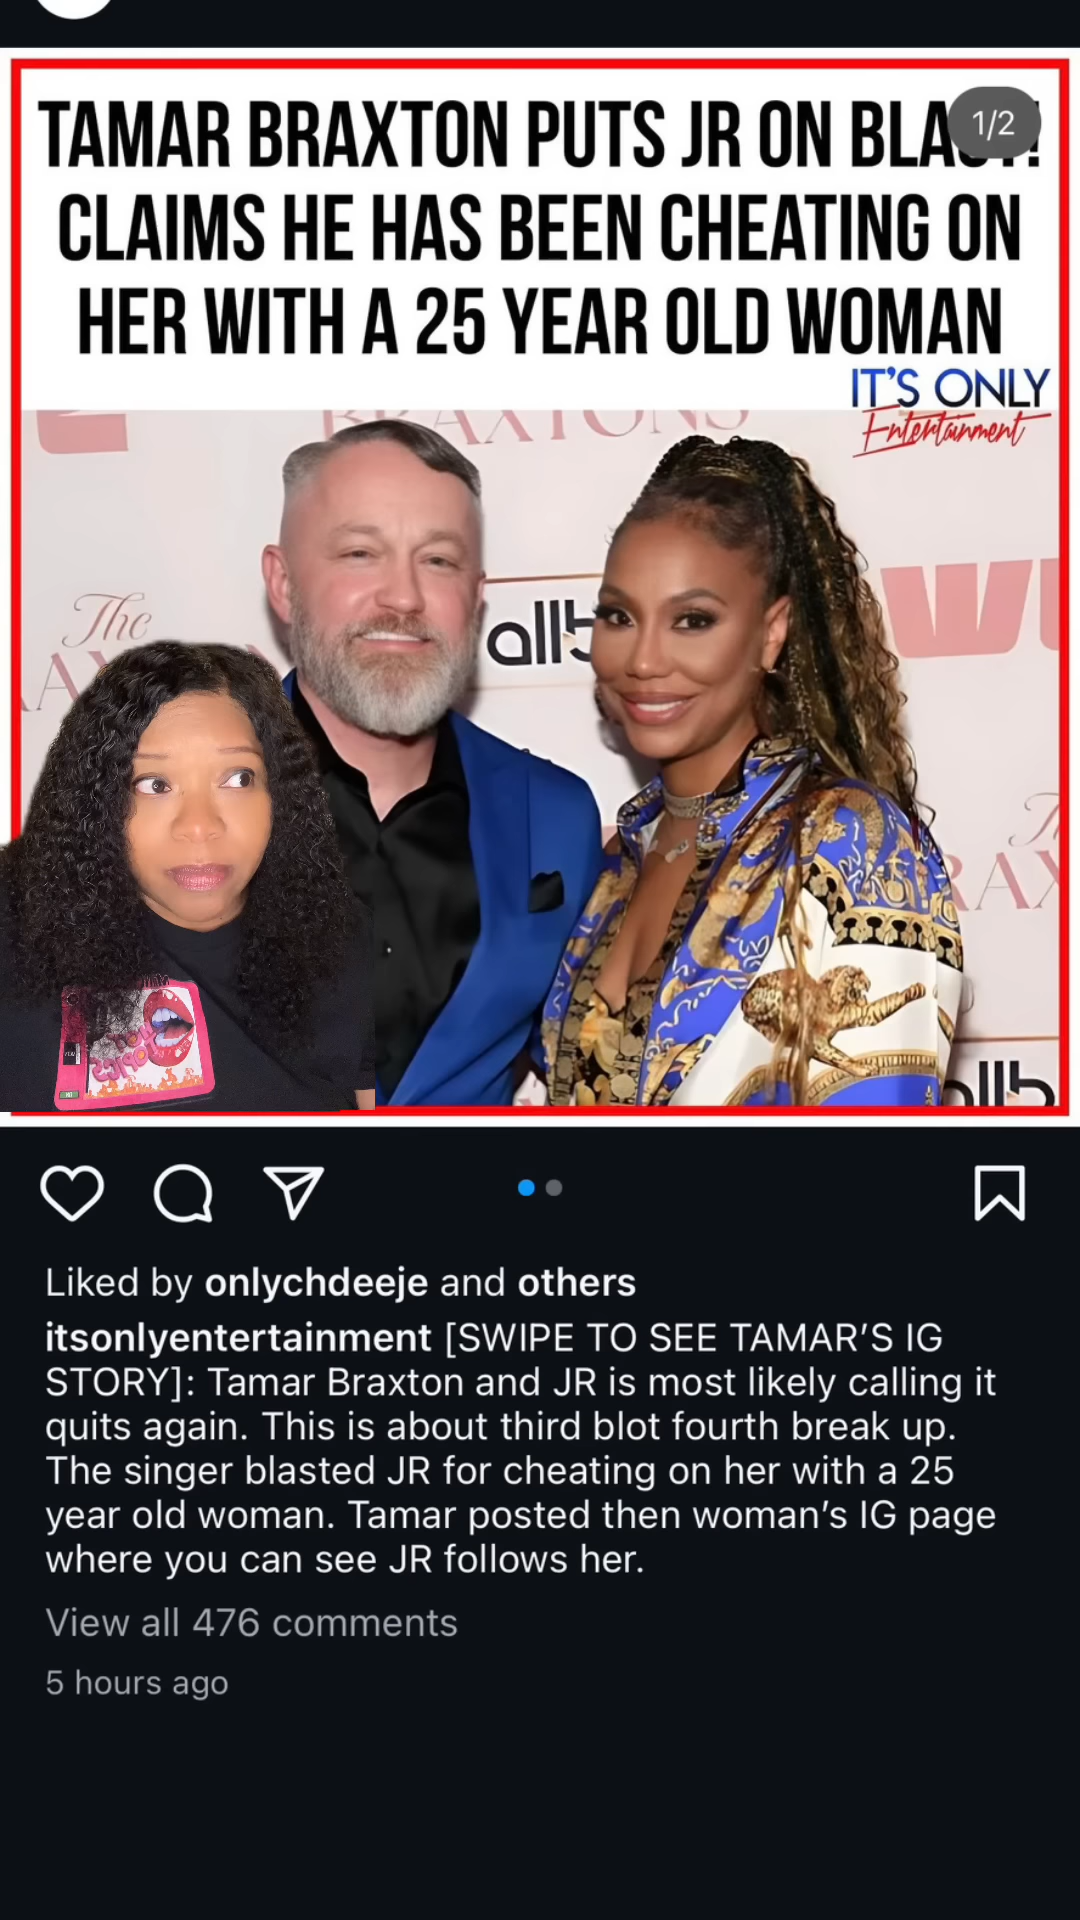 TAMAR BRAXTON PUTS JR ON BLAST!
1/2
CLAIMS HE HAS BEEN CHEATING ON
HER WITH A 25 YEAR OLD WOMAN
IT'S ONLY
Entertainment
BRAXTONS
The
allb
WE
allb
Liked by onlychdeeje and others
itsonlyentertainment [SWIPE TO SEE TAMAR'S IG
STORY]: Tamar Braxton and JR is most likely calling it
quits again. This is about third blot fourth break up.
The singer blasted JR for cheating on her with a 25
year old woman. Tamar posted then woman's IG page
where you can see JR follows her.
View all 476 comments
5 hours ago